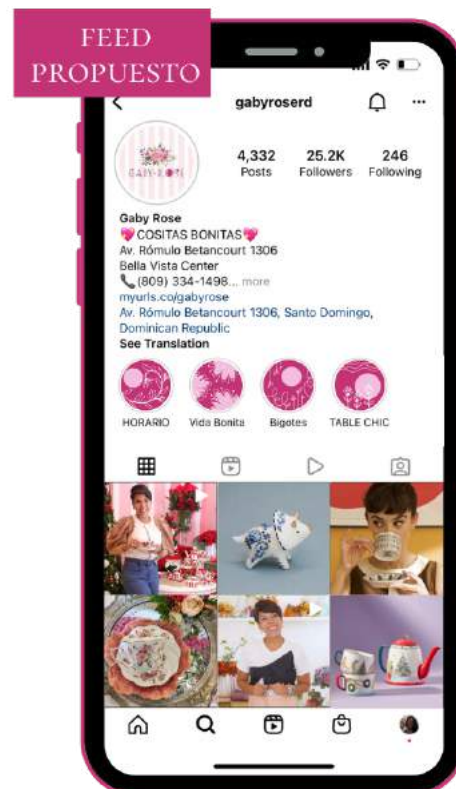 FEED
PROPUESTO
gabyroserd
GABY-ROSE
4,332 25.2K 246
Posts Followers Following
Gaby Rose
💖COSITAS BONITAS💖
Av. Rómulo Betancourt 1306
Bella Vista Center
📞(809) 334-1498... more
myurls.co/gabyrose
Av. Rómulo Betancourt 1306, Santo Domingo,
Dominican Republic
See Translation
HORARIO Vida Bonita Bigotes TABLE CHIC